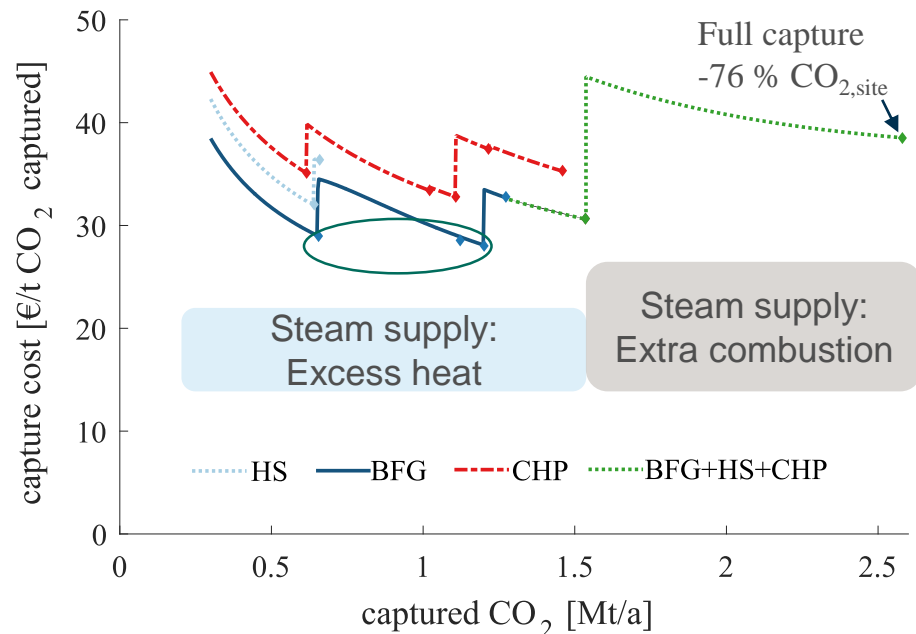 50
40
30
20
10
0
capture cost [€/t CO2 captured]
Full capture
-76 % CO2,site
Steam supply:
Excess heat
Steam supply:
Extra combustion
HS BFG CHP BFG+HS+CHP
0 0.5 1 1.5 2 2.5
captured CO2 [Mt/a]